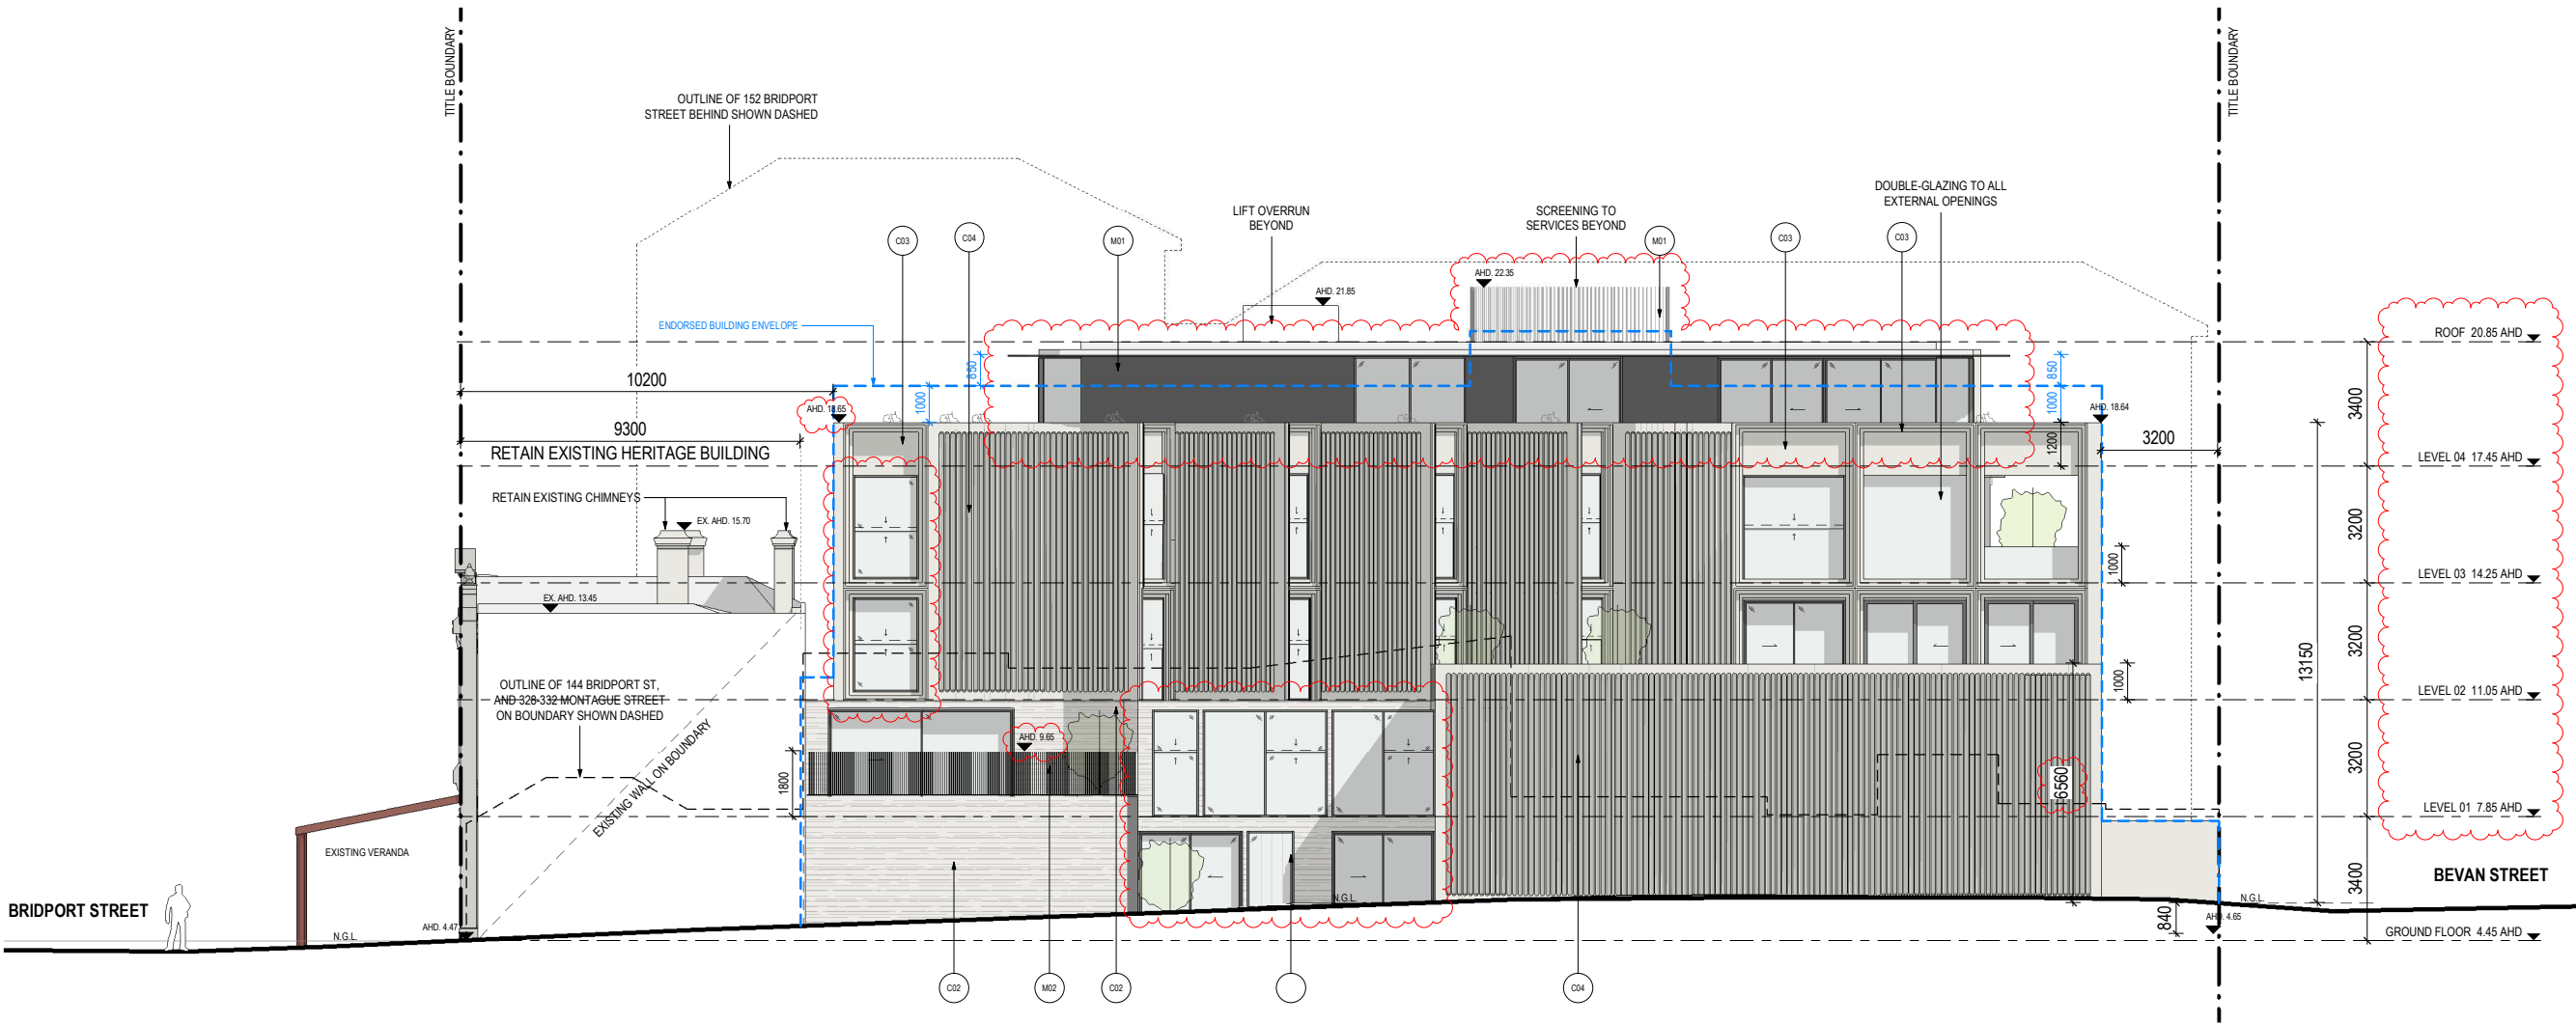 TITLE BOUNDARY
TITLE BOUNDARY
OUTLINE OF 152 BRIDPORT
STREET BEHIND SHOWN DASHED
LIFT OVERRUN
BEYOND
SCREENING TO
SERVICES BEYOND
DOUBLE-GLAZING TO ALL
EXTERNAL OPENINGS
C03
C04
M01
M01
C03
C03
AHD. 22.35
AHD. 21.85
ENDORSED BUILDING ENVELOPE
ROOF 20.85 AHD
850
850
10200
1000
1000
AHD. 18.65
AHD. 18.64
3400
9300
RETAIN EXISTING HERITAGE BUILDING
1200
3200
LEVEL 04 17.45 AHD
RETAIN EXISTING CHIMNEYS
EX. AHD. 15.70
3200
1000
LEVEL 03 14.25 AHD
EX. AHD. 13.45
3200
13150
OUTLINE OF 144 BRIDPORT ST,
AND 328-332 MONTAGUE STREET
ON BOUNDARY SHOWN DASHED
1000
LEVEL 02 11.05 AHD
EXISTING WALL ON BOUNDARY
AHD. 9.65
1800
6560
3200
LEVEL 01 7.85 AHD
EXISTING VERANDA
3400
BEVAN STREET
BRIDPORT STREET
N.G.L.
N.G.L.
N.G.L.
AHD. 4.47
AHD. 4.65
840
GROUND FLOOR 4.45 AHD
C02
M02
C02
C04